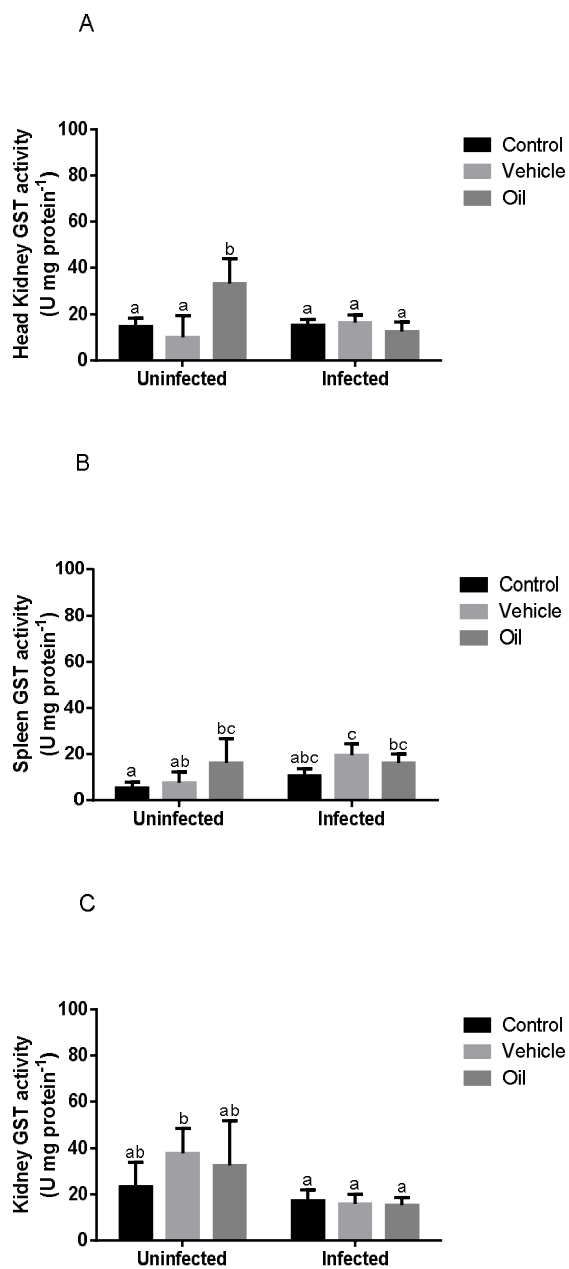 A
Head Kidney GST activity
(U mg protein⁻¹)
100
80
60
40
20
0
a
a
b
a
a
a
Uninfected
Infected
Control
Vehicle
Oil
B
Spleen GST activity
(U mg protein⁻¹)
100
80
60
40
20
0
a
ab
bc
abc
c
bc
Uninfected
Infected
Control
Vehicle
Oil
C
Kidney GST activity
(U mg protein⁻¹)
100
80
60
40
20
0
ab
b
ab
a
a
a
Uninfected
Infected
Control
Vehicle
Oil